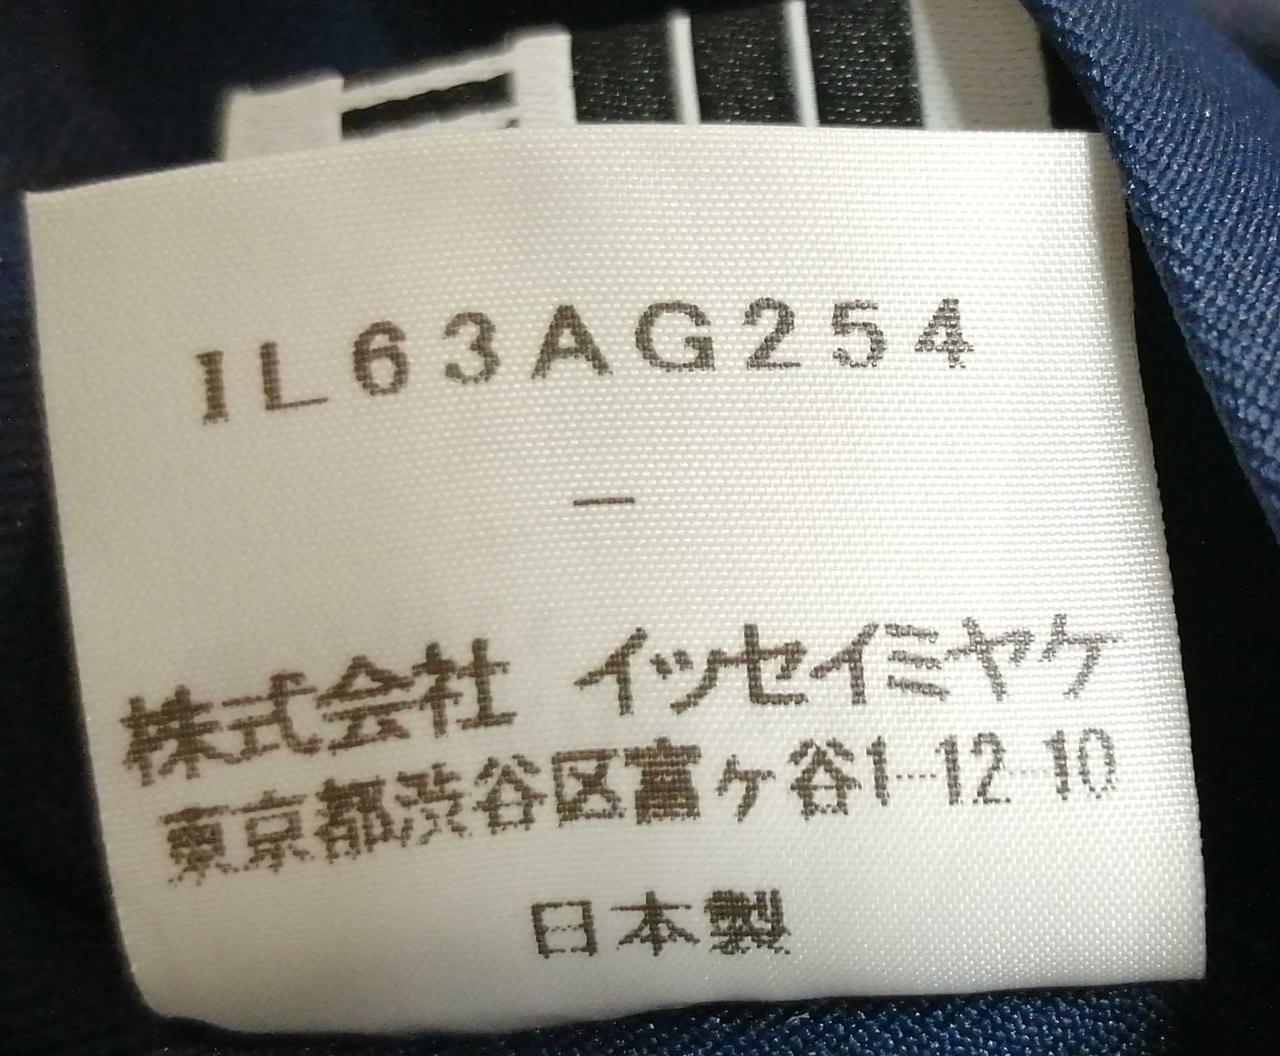 IL63AG254
—
株式会社 イッセイミヤケ
東京都渋谷区富ヶ谷1-12-10
日本製